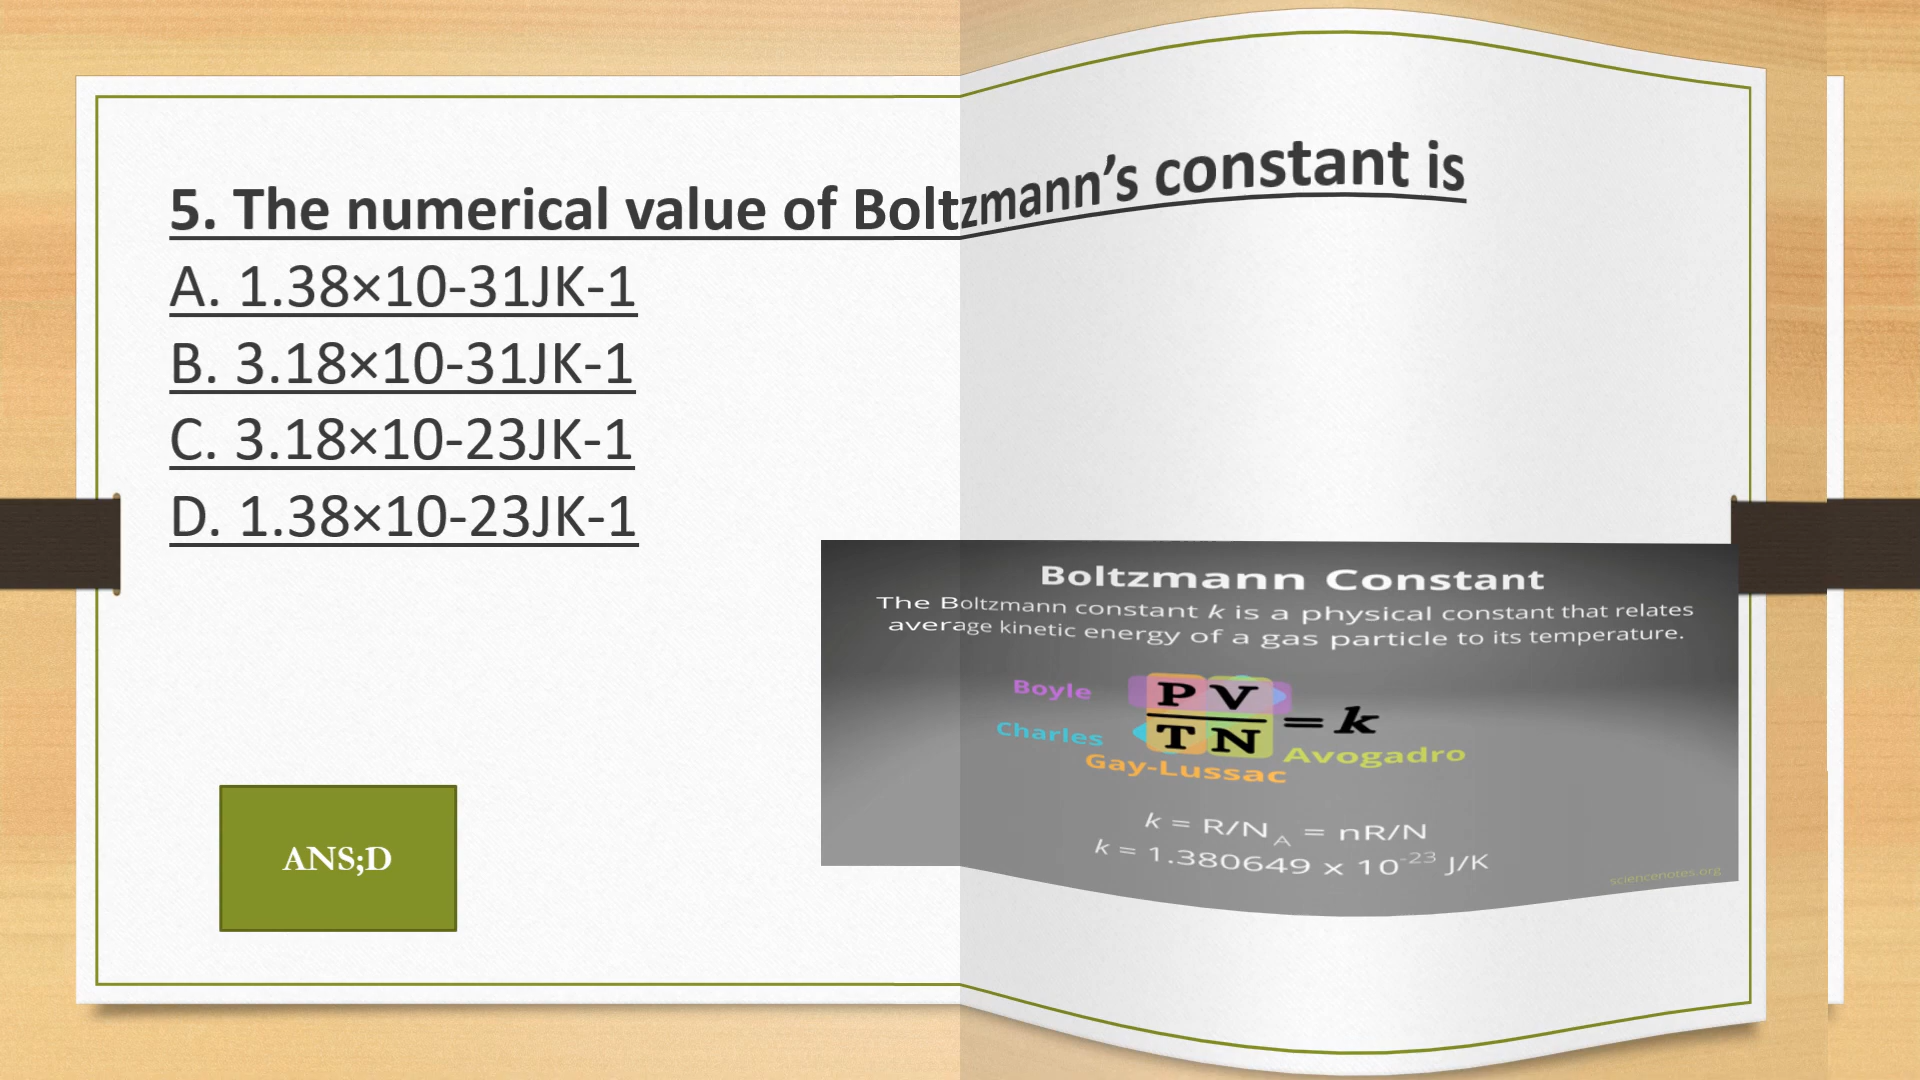 5. The numerical value of Boltzmann’s constant is
A. 1.38×10-31JK-1
B. 3.18×10-31JK-1
C. 3.18×10-23JK-1
D. 1.38×10-23JK-1
Boltzmann Constant
The Boltzmann constant k is a physical constant that relates
average kinetic energy of a gas particle to its temperature.
Boyle
PV
TN
= k
Charles
Avogadro
Gay-Lussac
k = R/N A = nR/N
k = 1.380649 x 10-23 J/K
sciencenotes.org
ANS;D